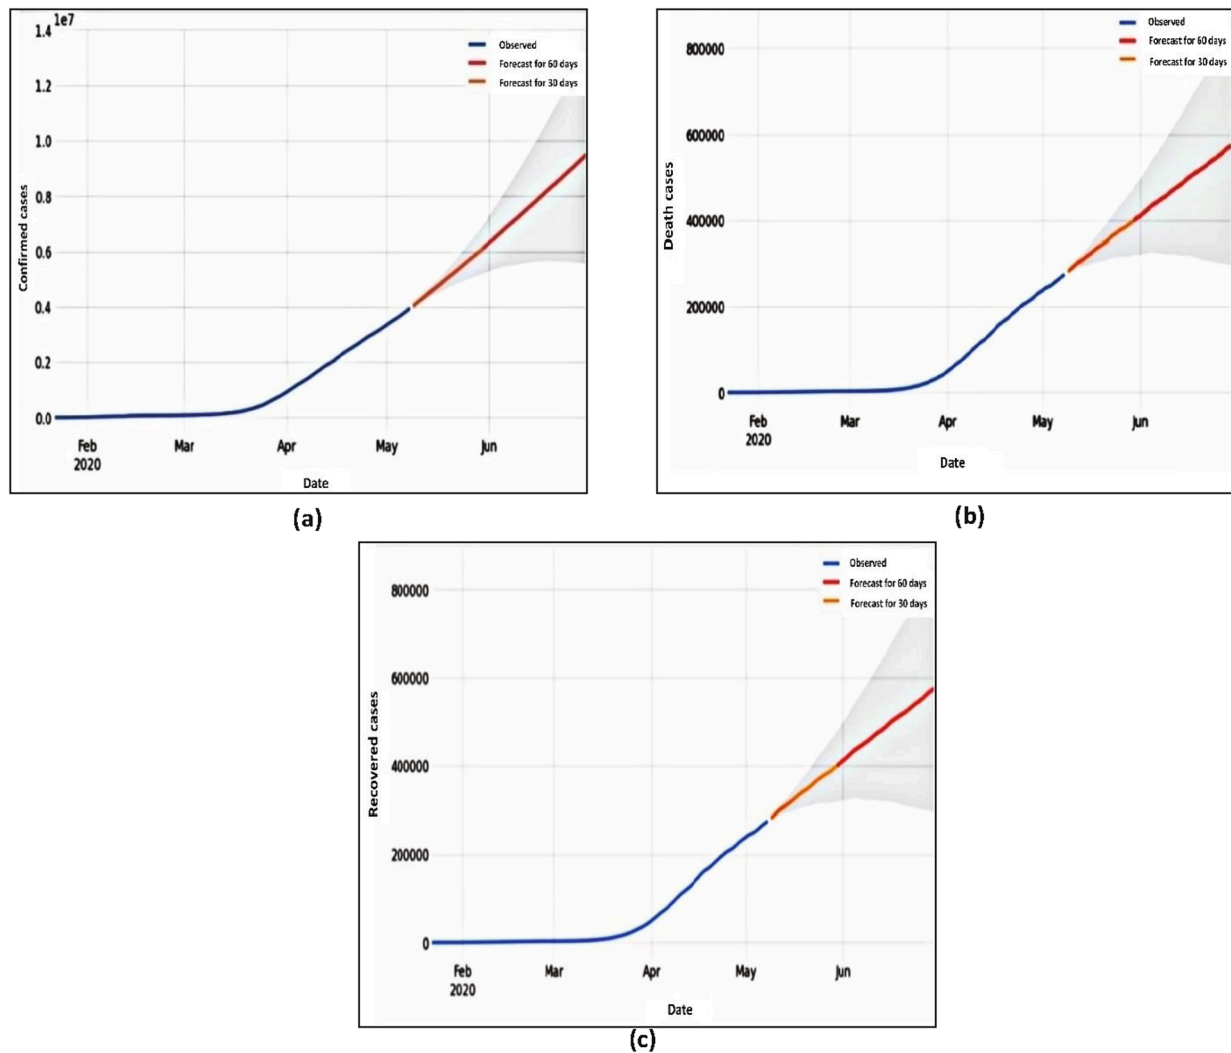 1e7
1.4
1.2
1.0
0.8
0.6
0.4
0.2
0.0
Confirmed cases
Observed
Forecast for 60 days
Forecast for 30 days
Feb Mar Apr May Jun
2020
Date
(a)
800000
600000
400000
200000
0
Death cases
Observed
Forecast for 60 days
Forecast for 30 days
Feb Mar Apr May Jun
2020
Date
(b)
800000
600000
400000
200000
0
Recovered cases
Observed
Forecast for 60 days
Forecast for 30 days
Feb Mar Apr May Jun
2020
Date
(c)